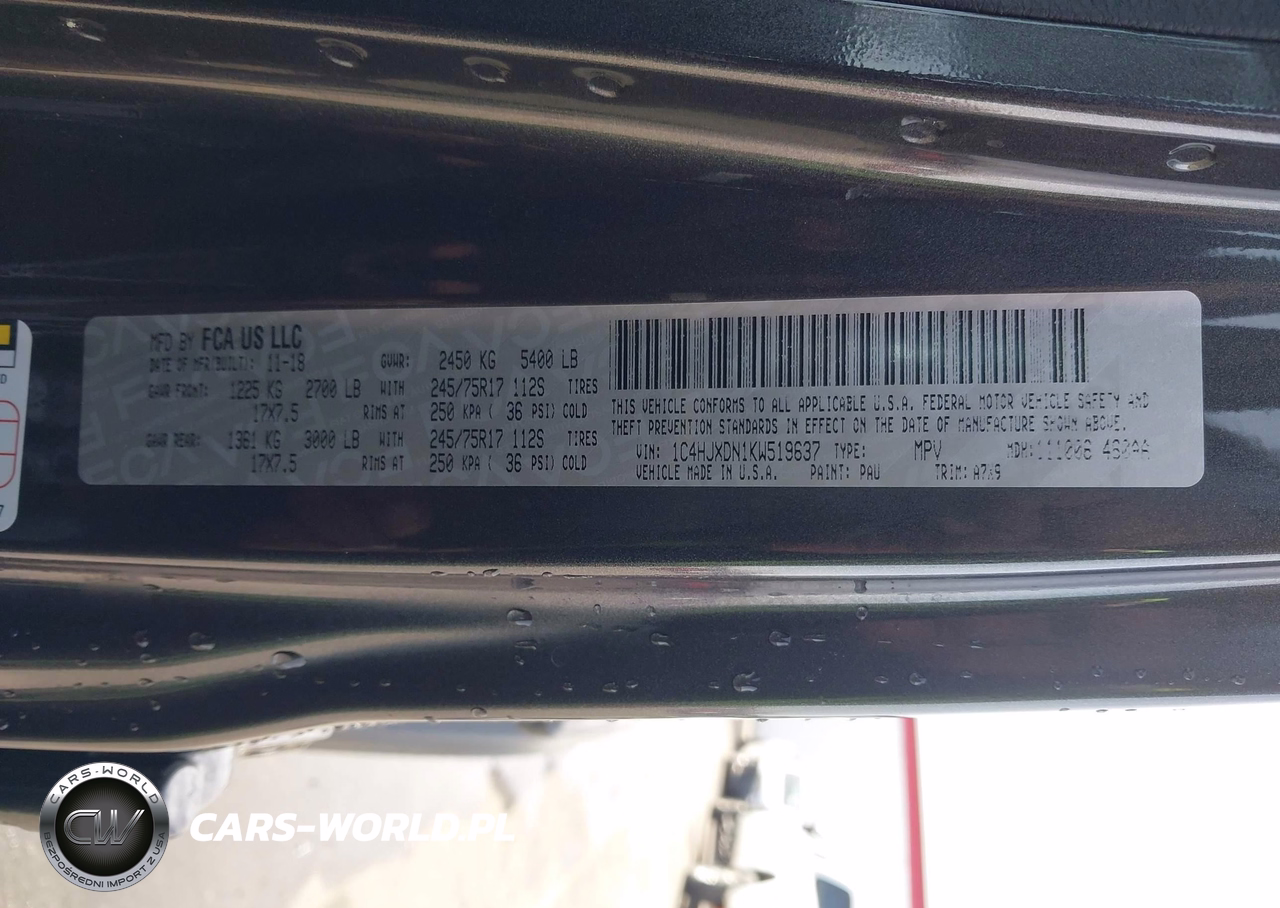 MFD BY FCA US LLC
DATE OF MFR(BUILT): 11-18 GVWR: 2450 KG 5400 LB
GAWR FRONT: 1225 KG 2700 LB WITH 245/75R17 112S TIRES
17X7.5 RIMS AT 250 KPA ( 36 PSI) COLD
GAWR REAR: 1361 KG 3000 LB WITH 245/75R17 112S TIRES
17X7.5 RIMS AT 250 KPA ( 36 PSI) COLD
THIS VEHICLE CONFORMS TO ALL APPLICABLE U.S.A. FEDERAL MOTOR VEHICLE SAFETY AND
THEFT PREVENTION STANDARDS IN EFFECT ON THE DATE OF MANUFACTURE SHOWN ABOVE.
VIN: 1C4HJXDN1KW519637 TYPE: MPV MDH:
VEHICLE MADE IN U.S.A. PAINT: PAU TRIM:
CARS-WORLD
CW
BEZPOŚREDNI IMPORT Z USA
CARS-WORLD.PL